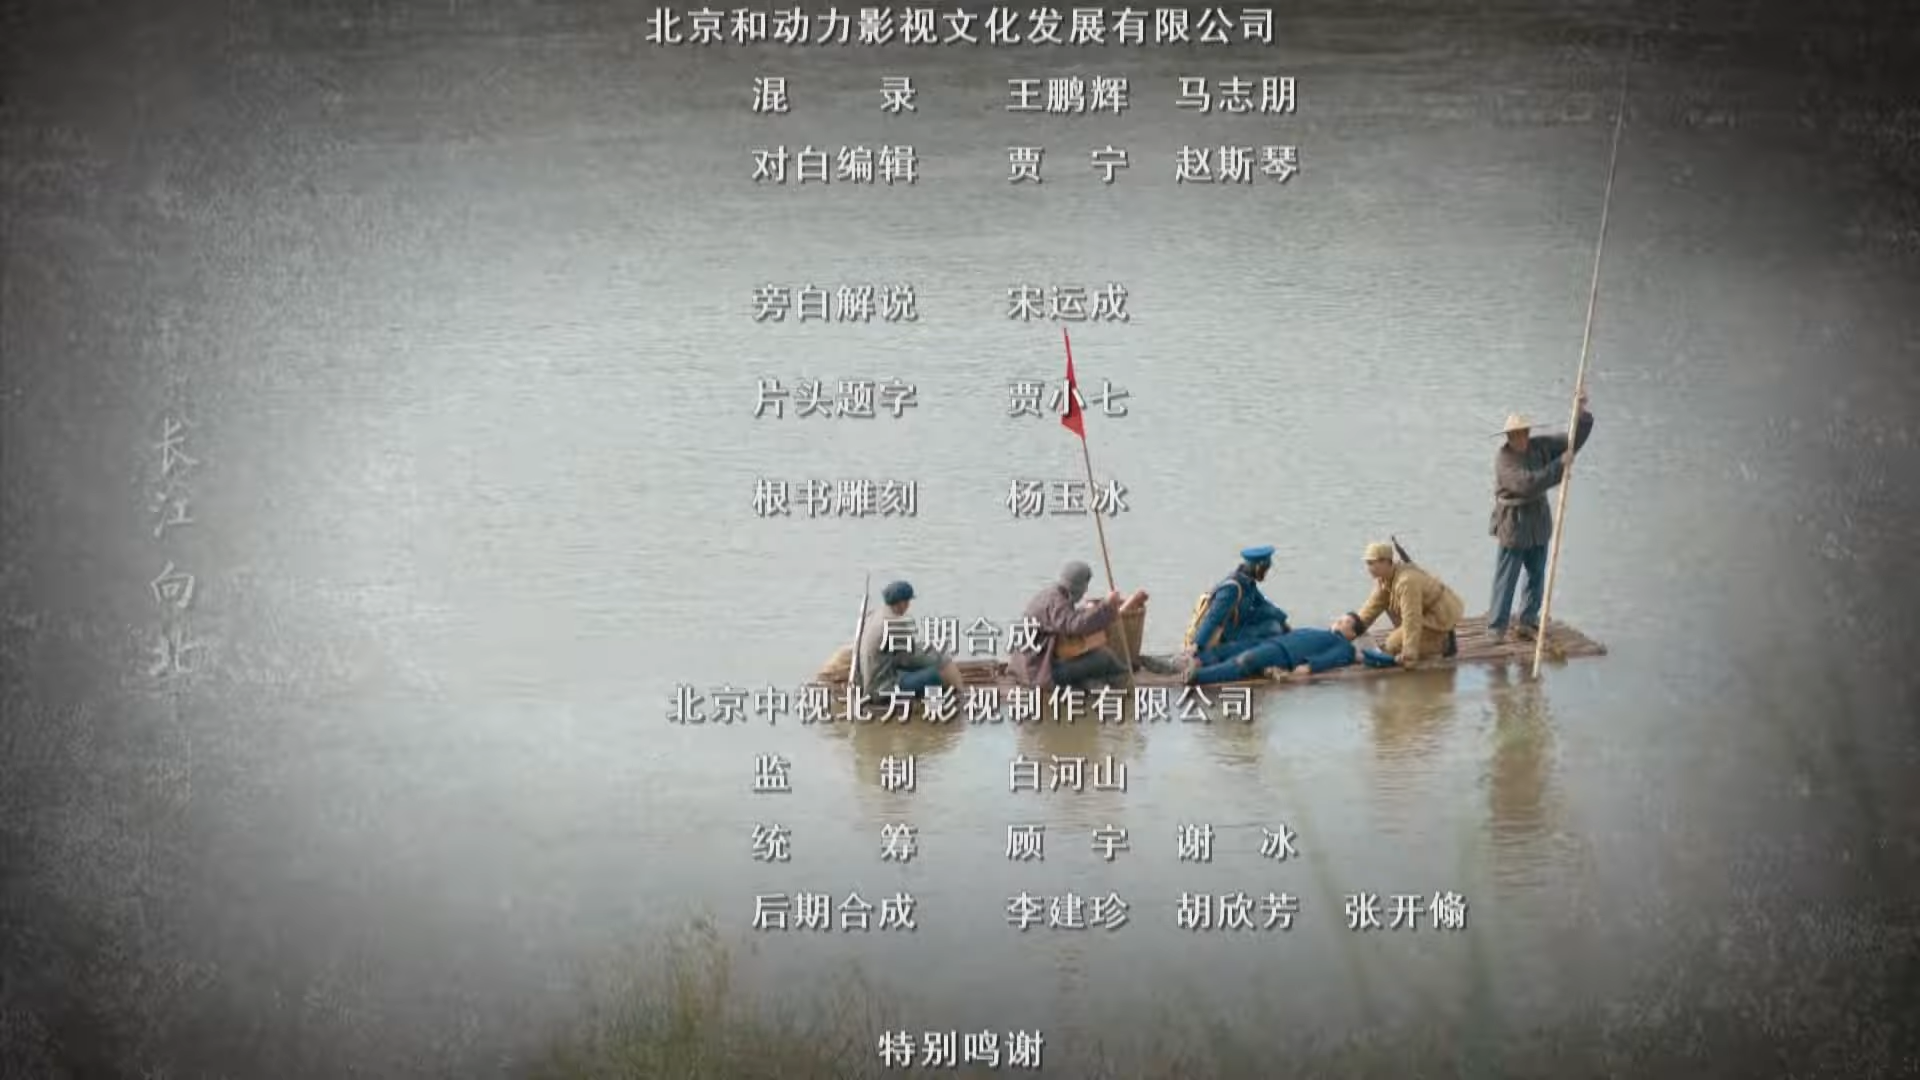 北京和动力影视文化发展有限公司
混 录 王鹏辉 马志朋
对白编辑 贾 宁 赵斯琴
旁白解说 宋运成
片头题字 贾小七
根书雕刻 杨玉冰
长江向北
后期合成
北京中视北方影视制作有限公司
监 制 白河山
统 筹 顾 宇 谢 冰
后期合成 李建珍 胡欣芳 张开翛
特别鸣谢